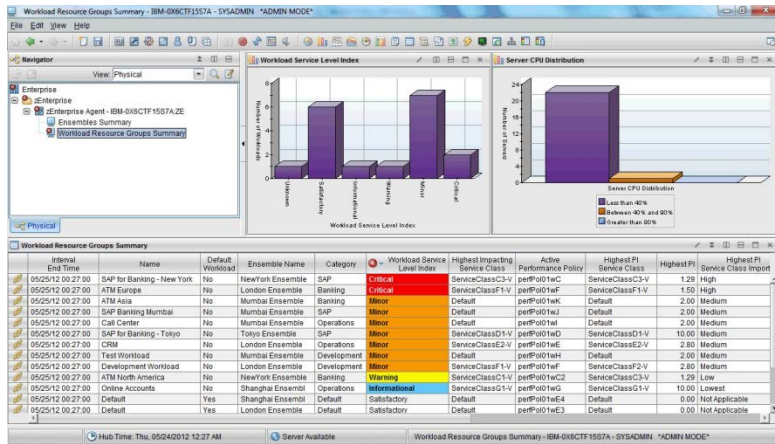 Workload Resource Groups Summary - IBM-0X6CTF15S7A - SYSADMIN *ADMIN MODE*
File Edit View Help
Navigator
View: Physical
Enterprise
zEnterprise
zEnterprise Agent - IBM-0X6CTF15S7A:ZE
Ensembles Summary
Workload Resource Groups Summary
Physical
Workload Service Level Index
Number of Workloads
8
6
4
2
0
Unknown
Satisfactory
Informational
Warning
Minor
Critical
Workload Service Level Index
Server CPU Distribution
24
20
16
12
8
4
0
Server CPU Distribution
Less than 40%
Between 40% and 90%
Greater than 90%
Workload Resource Groups Summary
Interval End Time Name Default Workload Ensemble Name Category Workload Service Level Index Highest Impacting Service Class Active Performance Policy Highest PI Service Class Highest PI Highest PI Service Class Import
05/25/12 00:27:00 SAP for Banking - New York No NewYork Ensemble SAP Critical ServiceClassC3-V perfPol01wC ServiceClassC3-V 1.29 High
05/25/12 00:27:00 ATM Europe No London Ensemble Banking Critical ServiceClassF1-V perfPol01wF ServiceClassF1-V 1.50 High
05/25/12 00:27:00 ATM Asia No Mumbai Ensemble Banking Minor Default perfPol01wK Default 2.00 Medium
05/25/12 00:27:00 SAP Banking Mumbai No Mumbai Ensemble SAP Minor Default perfPol01wJ Default 2.00 Medium
05/25/12 00:27:00 Call Center No Mumbai Ensemble Operations Minor Default perfPol01wI Default 2.00 Medium
05/25/12 00:27:00 SAP for Banking - Tokyo No Tokyo Ensemble SAP Minor ServiceClassD1-V perfPol01wD ServiceClassD1-V 10.00 Medium
05/25/12 00:27:00 CRM No London Ensemble Operations Minor ServiceClassE2-V perfPol01wE ServiceClassE2-V 2.80 Medium
05/25/12 00:27:00 Test Workload No Mumbai Ensemble Development Minor Default perfPol01wH Default 2.00 Medium
05/25/12 00:27:00 Development Workload No London Ensemble Development Minor ServiceClassF1-V perfPol01wF ServiceClassF2-V 2.80 Medium
05/25/12 00:27:00 ATM North America No NewYork Ensemble Banking Warning ServiceClassC1-V perfPol01wC2 ServiceClassC3-V 1.29 Low
05/25/12 00:27:00 Online Accounts No Shanghai Ensembl Operations Informational ServiceClassG1-V perfPol01wG ServiceClassG1-V 10.00 Lowest
05/25/12 00:27:00 Default Yes Shanghai Ensembl Default Satisfactory Default perfPol01wE4 Default 0.00 Not Applicable
05/25/12 00:27:00 Default Yes London Ensemble Default Satisfactory Default perfPol01wE3 Default 0.00 Not Applicable
Hub Time: Thu, 05/24/2012 12:27 AM Server Available Workload Resource Groups Summary - IBM-0X6CTF15S7A - SYSADMIN *ADMIN MODE*